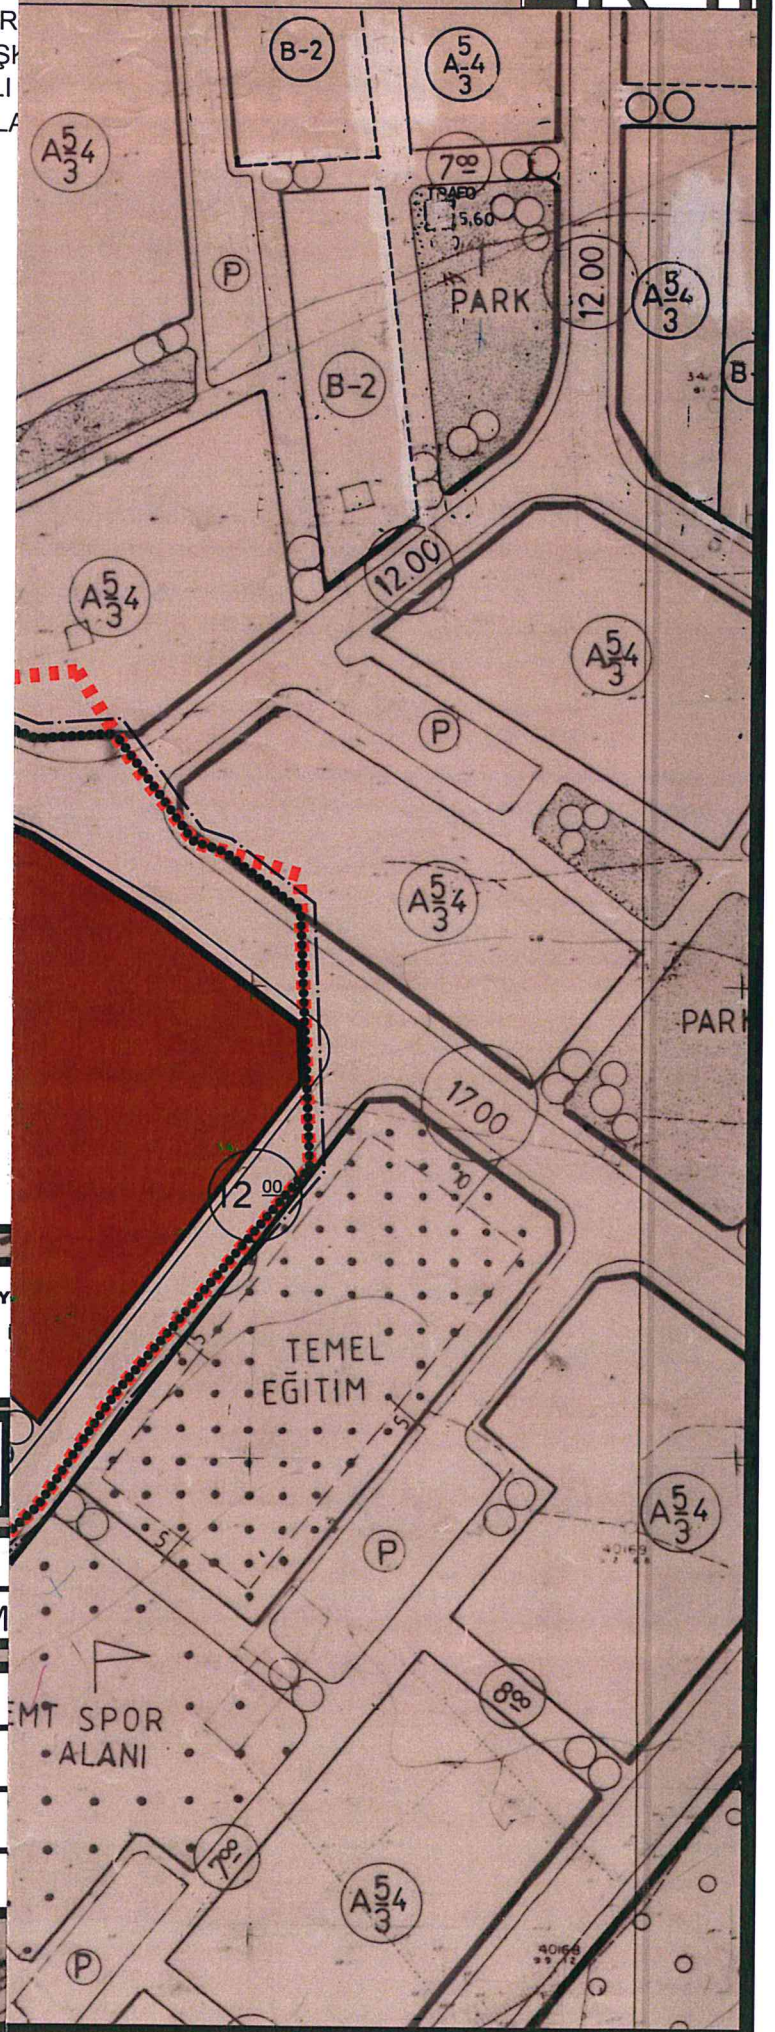 R
B-2
A 5/3 4
A 5/3 4
7 00
TRAFO
5.60
P
PARK
12.00
A 5/3 4
B-2
B-
12.00
A 5/3 4
A 5/3 4
P
A 5/3 4
PARK
17.00
10
12 00
5
TEMEL
EĞİTİM
5
A 5/3 4
P
5
8 00
EMT SPOR
ALANI
7 00
A 5/3 4
P